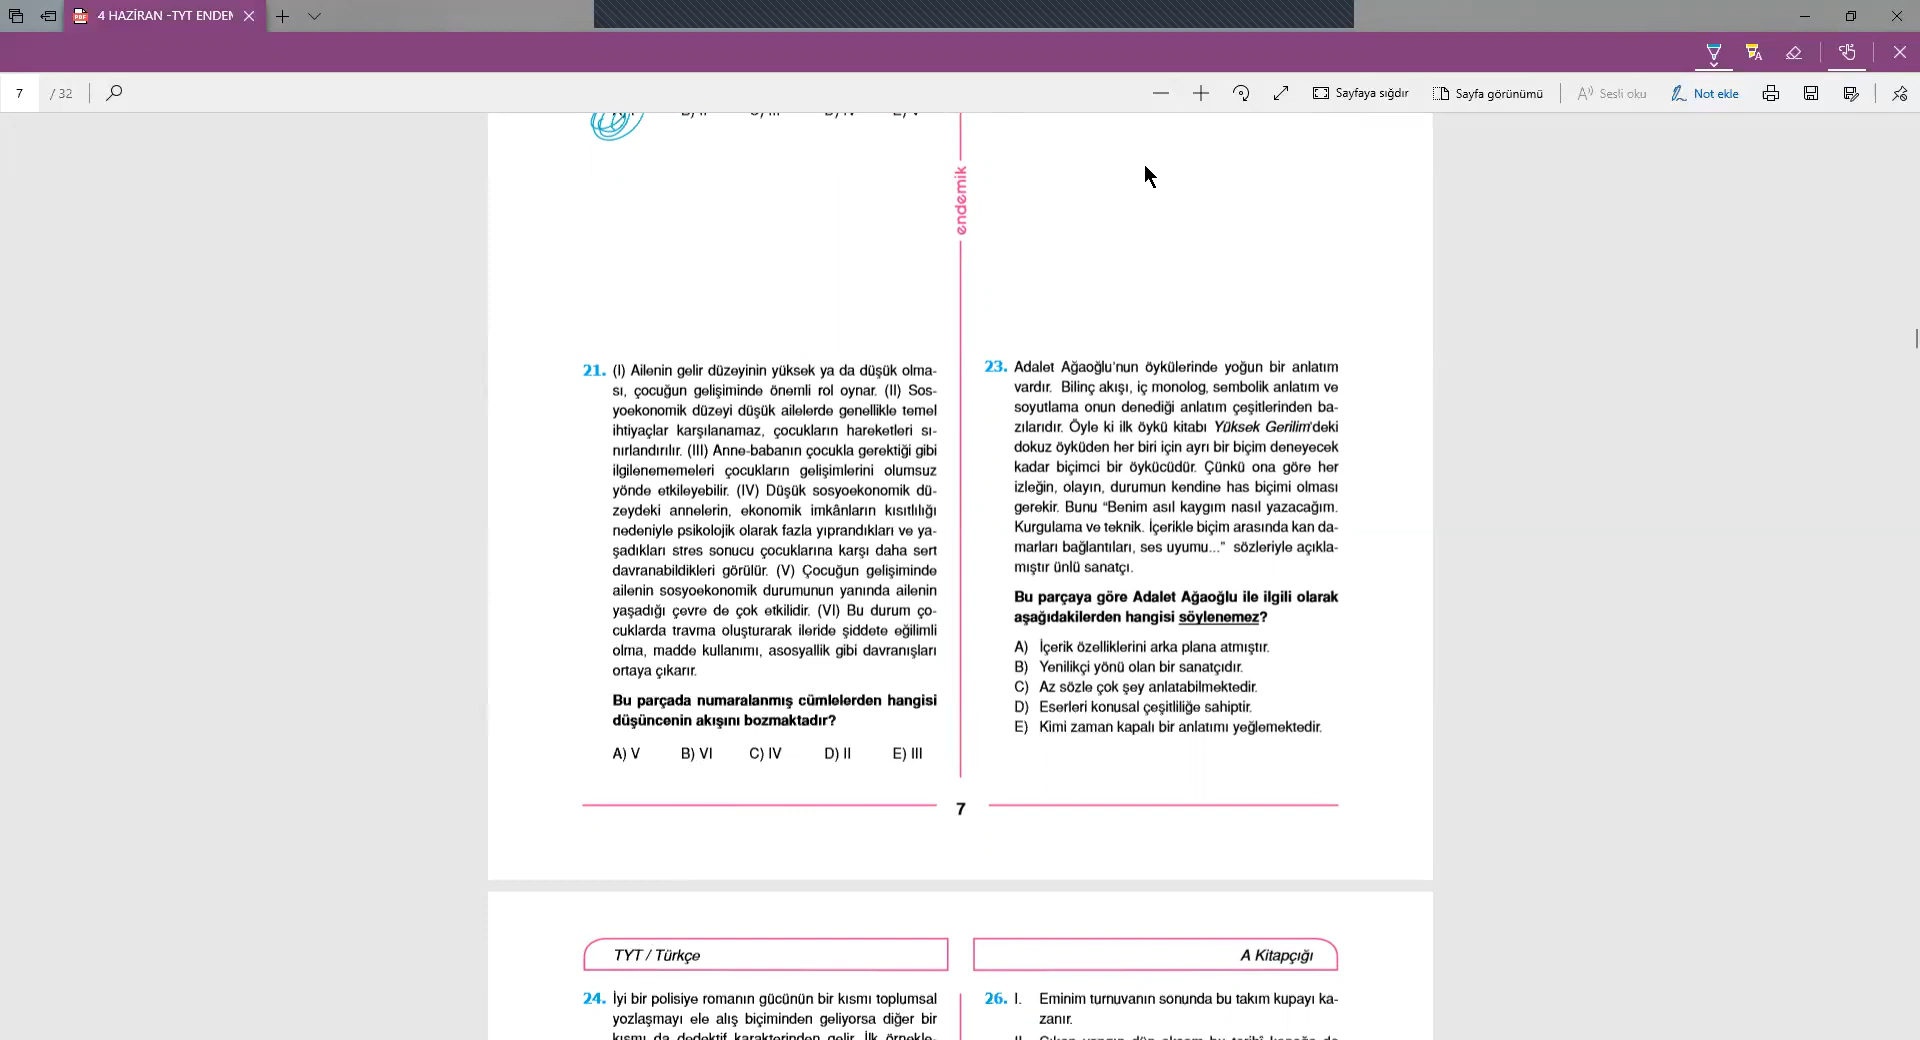 4 HAZİRAN -TYT ENDEM
7 / 32
Sayfaya sığdır
Sayfa görünümü
Sesli oku
Not ekle
endemik
21. (I) Ailenin gelir düzeyinin yüksek ya da düşük olma-
sı, çocuğun gelişiminde önemli rol oynar. (II) Sos-
yoekonomik düzeyi düşük ailelerde genellikle temel
ihtiyaçlar karşılanamaz, çocukların hareketleri sı-
nırlandırılır. (III) Anne-babanın çocukla gerektiği gibi
ilgilenememeleri çocukların gelişimlerini olumsuz
yönde etkileyebilir. (IV) Düşük sosyoekonomik dü-
zeydeki annelerin, ekonomik imkânların kısıtlılığı
nedeniyle psikolojik olarak fazla yıprandıkları ve ya-
şadıkları stres sonucu çocuklarına karşı daha sert
davranabildikleri görülür. (V) Çocuğun gelişiminde
ailenin sosyoekonomik durumunun yanında ailenin
yaşadığı çevre de çok etkilidir. (VI) Bu durum ço-
cuklarda travma oluşturarak ileride şiddete eğilimli
olma, madde kullanımı, asosyallik gibi davranışları
ortaya çıkarır.
Bu parçada numaralanmış cümlelerden hangisi
düşüncenin akışını bozmaktadır?
A) V B) VI C) IV D) II E) III
23. Adalet Ağaoğlu'nun öykülerinde yoğun bir anlatım
vardır. Bilinç akışı, iç monolog, sembolik anlatım ve
soyutlama onun denediği anlatım çeşitlerinden ba-
zılarıdır. Öyle ki ilk öykü kitabı Yüksek Gerilim'deki
dokuz öyküden her biri için ayrı bir biçim deneyecek
kadar biçimci bir öykücüdür. Çünkü ona göre her
izleğin, olayın, durumun kendine has biçimi olması
gerekir. Bunu “Benim asıl kaygım nasıl yazacağım.
Kurgulama ve teknik. İçerikle biçim arasında kan da-
marları bağlantıları, ses uyumu...” sözleriyle açıkla-
mıştır ünlü sanatçı.
Bu parçaya göre Adalet Ağaoğlu ile ilgili olarak
aşağıdakilerden hangisi söylenemez?
A) İçerik özelliklerini arka plana atmıştır.
B) Yenilikçi yönü olan bir sanatçıdır.
C) Az sözle çok şey anlatabilmektedir.
D) Eserleri konusal çeşitliliğe sahiptir.
E) Kimi zaman kapalı bir anlatımı yeğlemektedir.
7
TYT / Türkçe
A Kitapçığı
24. İyi bir polisiye romanın gücünün bir kısmı toplumsal
yozlaşmayı ele alış biçiminden geliyorsa diğer bir
kısmı da dedektif karakterinden gelir. İlk örnekle-
26. I. Eminim turnuvanın sonunda bu takım kupayı ka-
zanır.